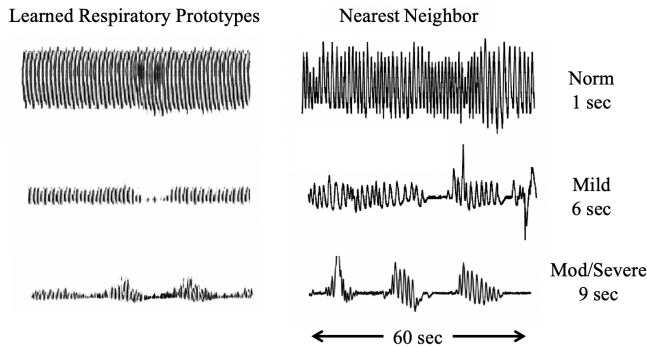 Learned Respiratory Prototypes
Nearest Neighbor
Norm
1 sec
Mild
6 sec
Mod/Severe
9 sec
60 sec